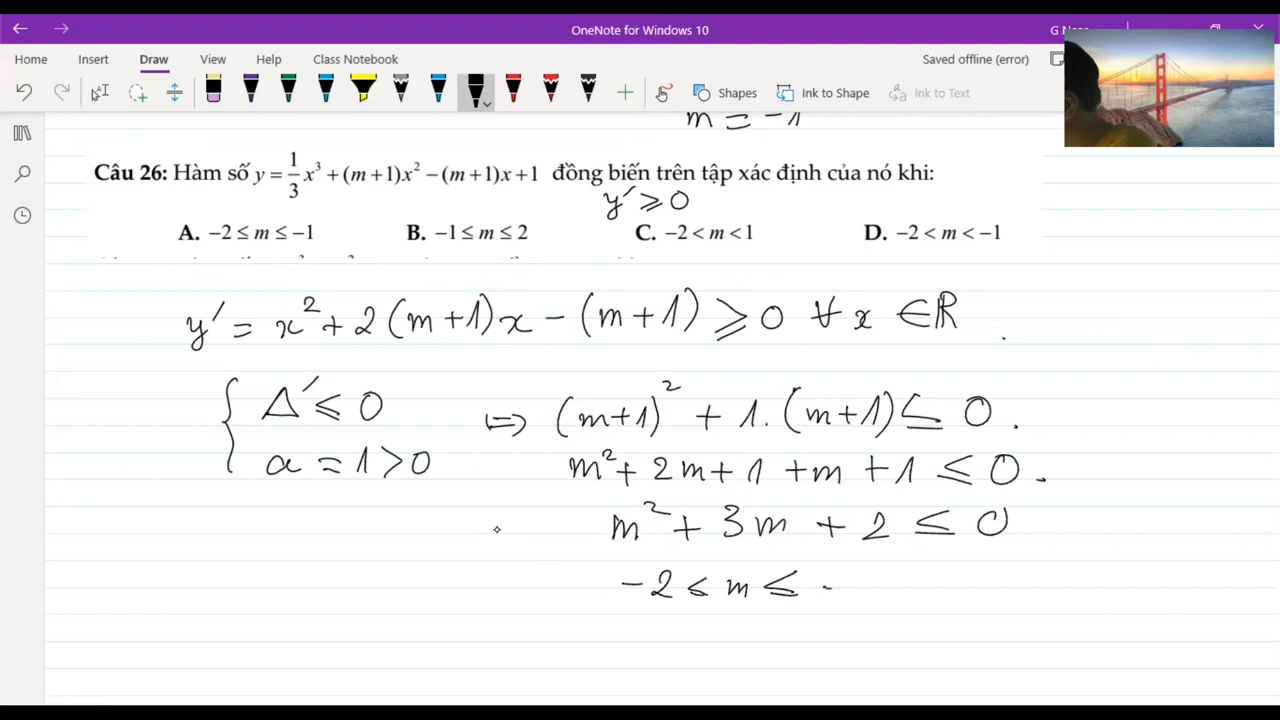 OneNote for Windows 10
Home Insert Draw View Help Class Notebook
Saved offline (error)
Shapes Ink to Shape Ink to Text
m = -1
Câu 26: Hàm số y = 1/3 x³ + (m+1)x² − (m+1)x + 1 đồng biến trên tập xác định của nó khi:
y' ⩾ 0
A. −2 ≤ m ≤ −1 B. −1 ≤ m ≤ 2 C. −2 < m < 1 D. −2 < m < −1
y' = x² + 2(m+1)x − (m+1) ⩾ 0 ∀ x ∈ ℝ.
{ Δ' ⩽ 0 ⇔ (m+1)² + 1.(m+1) ≤ 0.
a = 1 > 0
m² + 2m + 1 + m + 1 ≤ 0.
m² + 3m + 2 ≤ 0
-2 ≤ m ≤ -